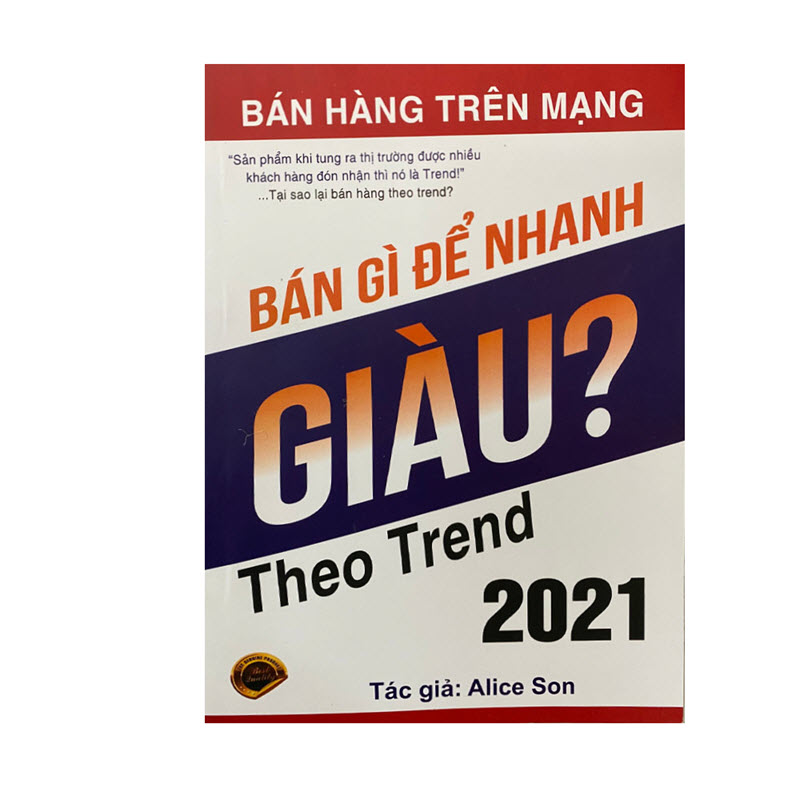 BÁN HÀNG TRÊN MẠNG
“Sản phẩm khi tung ra thị trường được nhiều
khách hàng đón nhận thì nó là Trend!”
...Tại sao lại bán hàng theo trend?
BÁN GÌ ĐỂ NHANH
GIÀU?
Theo Trend
2021
Best
Quality
Tác giả: Alice Son